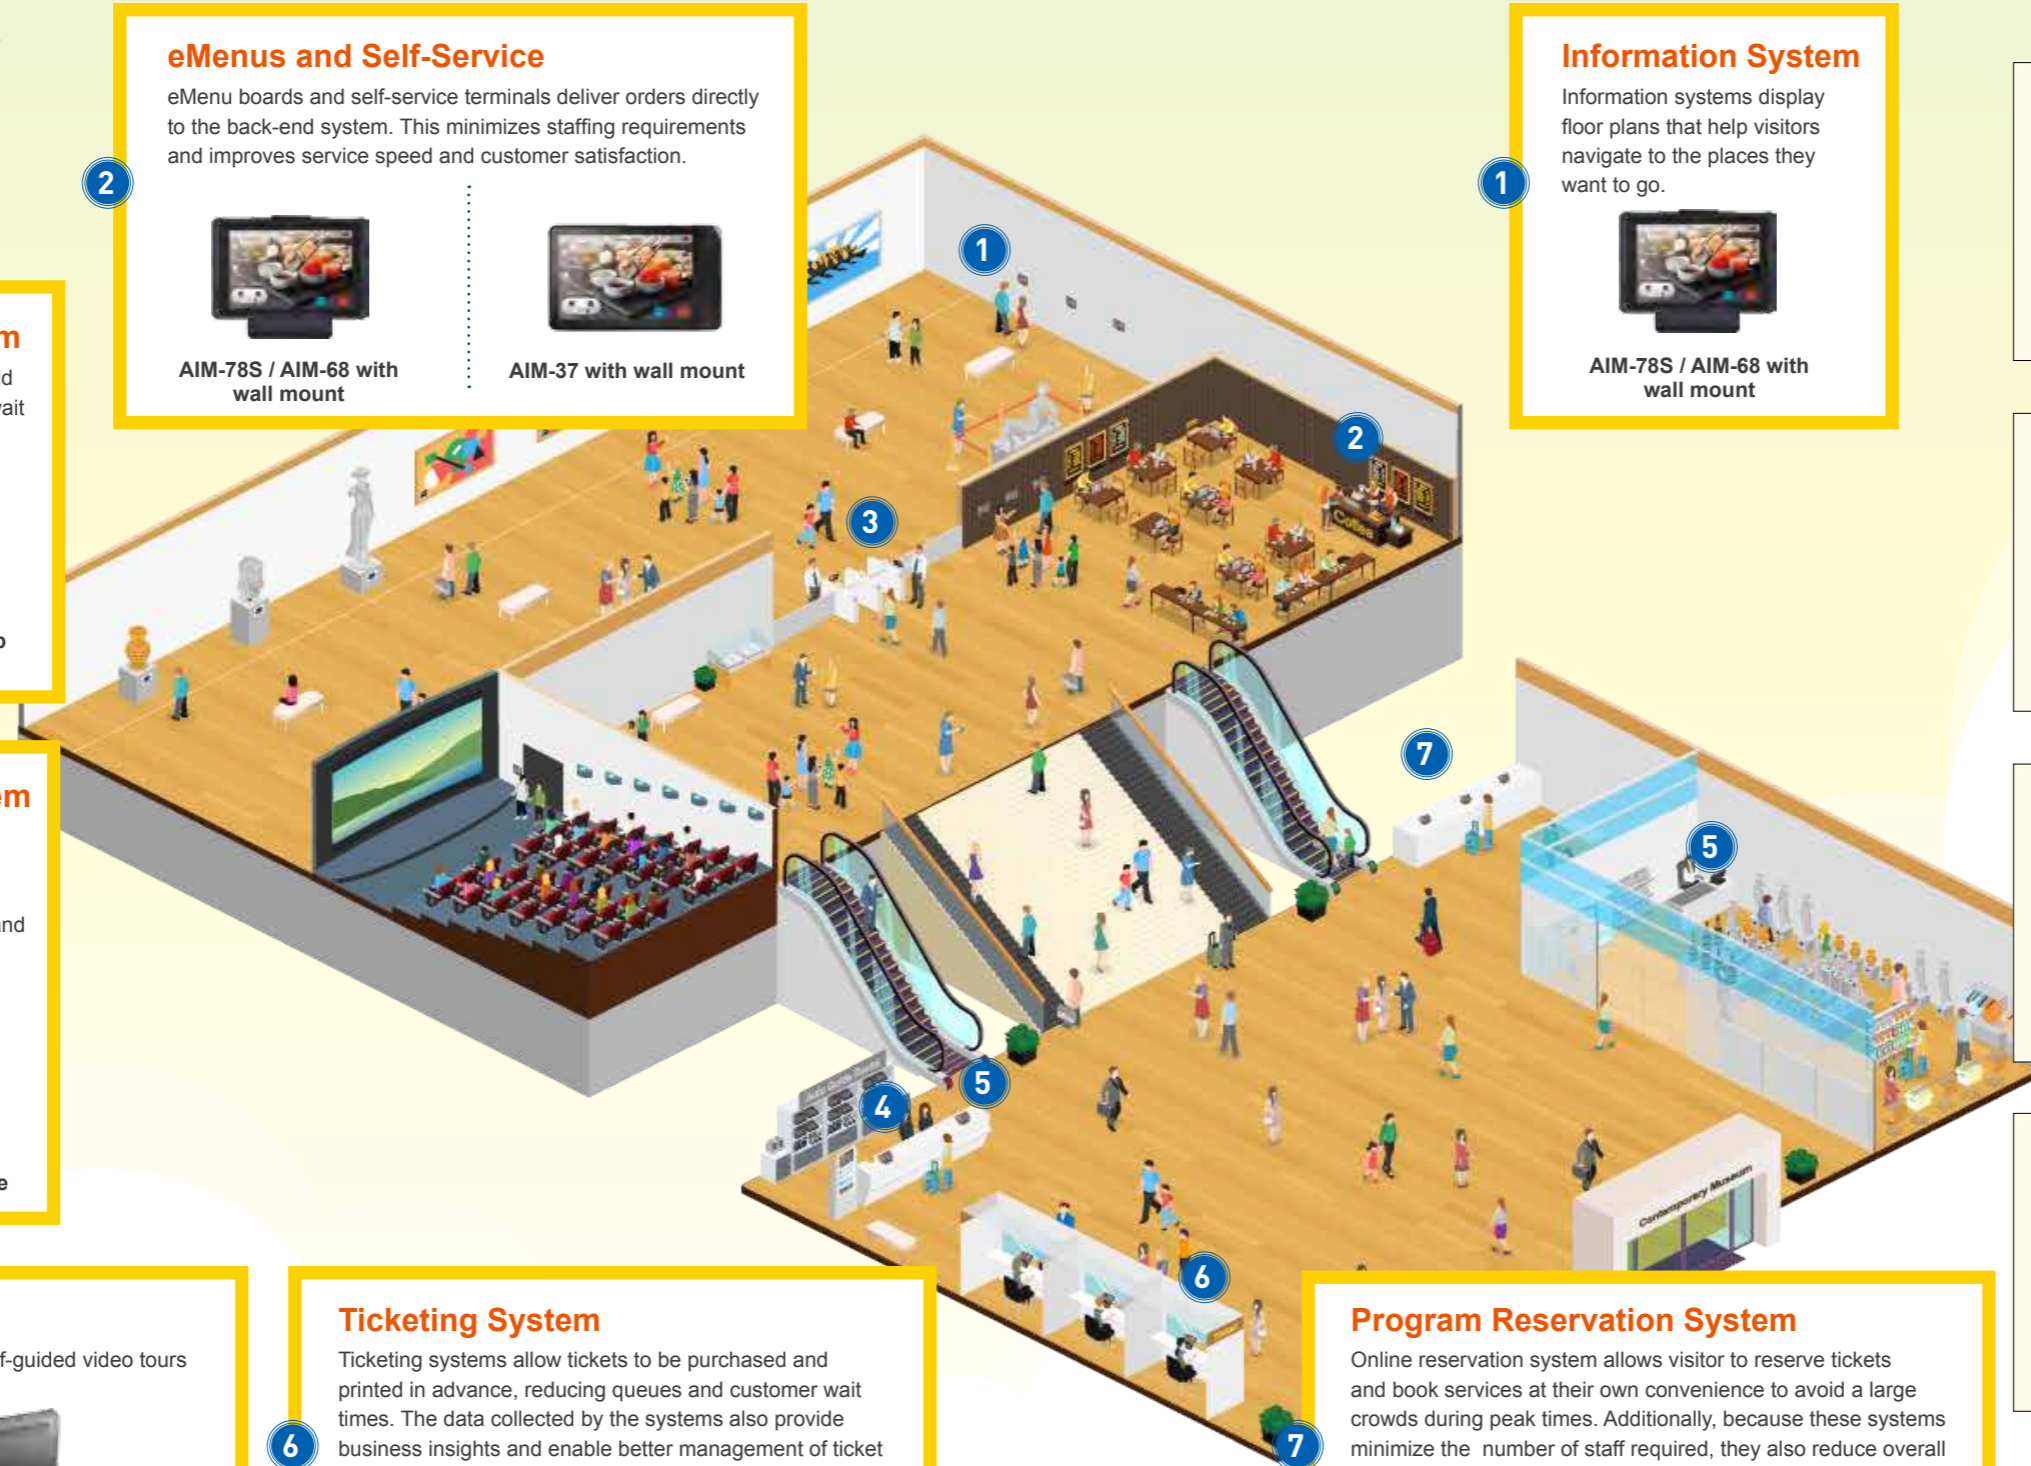 eMenus and Self-Service
eMenu boards and self-service terminals deliver orders directly
to the back-end system. This minimizes staffing requirements
and improves service speed and customer satisfaction.
2
AIM-78S / AIM-68 with
wall mount
AIM-37 with wall mount
Information System
Information systems display
floor plans that help visitors
navigate to the places they
want to go.
1
AIM-78S / AIM-68 with
wall mount
1
2
3
Coffee
7
5
5
4
6
Contemporary Museum
m
vait
em
and
e
f-guided video tours
Ticketing System
Ticketing systems allow tickets to be purchased and
printed in advance, reducing queues and customer wait
times. The data collected by the systems also provide
business insights and enable better management of ticket
6
Program Reservation System
Online reservation system allows visitor to reserve tickets
and book services at their own convenience to avoid a large
crowds during peak times. Additionally, because these systems
minimize the number of staff required, they also reduce overall
7